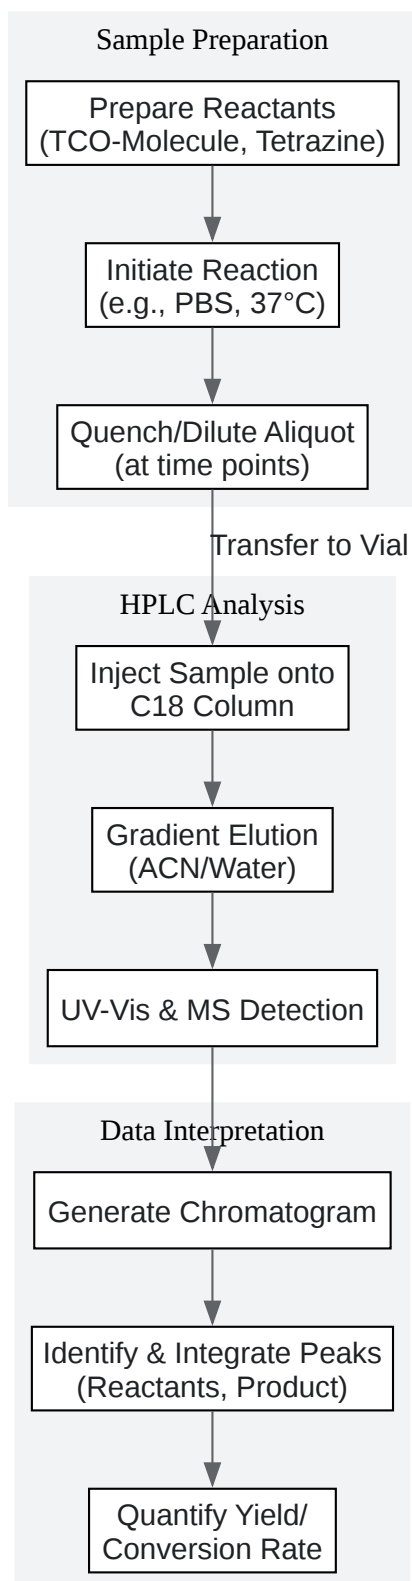 Sample Preparation
Prepare Reactants
(TCO-Molecule, Tetrazine)
Initiate Reaction
(e.g., PBS, 37°C)
Quench/Dilute Aliquot
(at time points)
Transfer to Vial
HPLC Analysis
Inject Sample onto
C18 Column
Gradient Elution
(ACN/Water)
UV-Vis & MS Detection
Data Interpretation
Generate Chromatogram
Identify & Integrate Peaks
(Reactants, Product)
Quantify Yield/
Conversion Rate